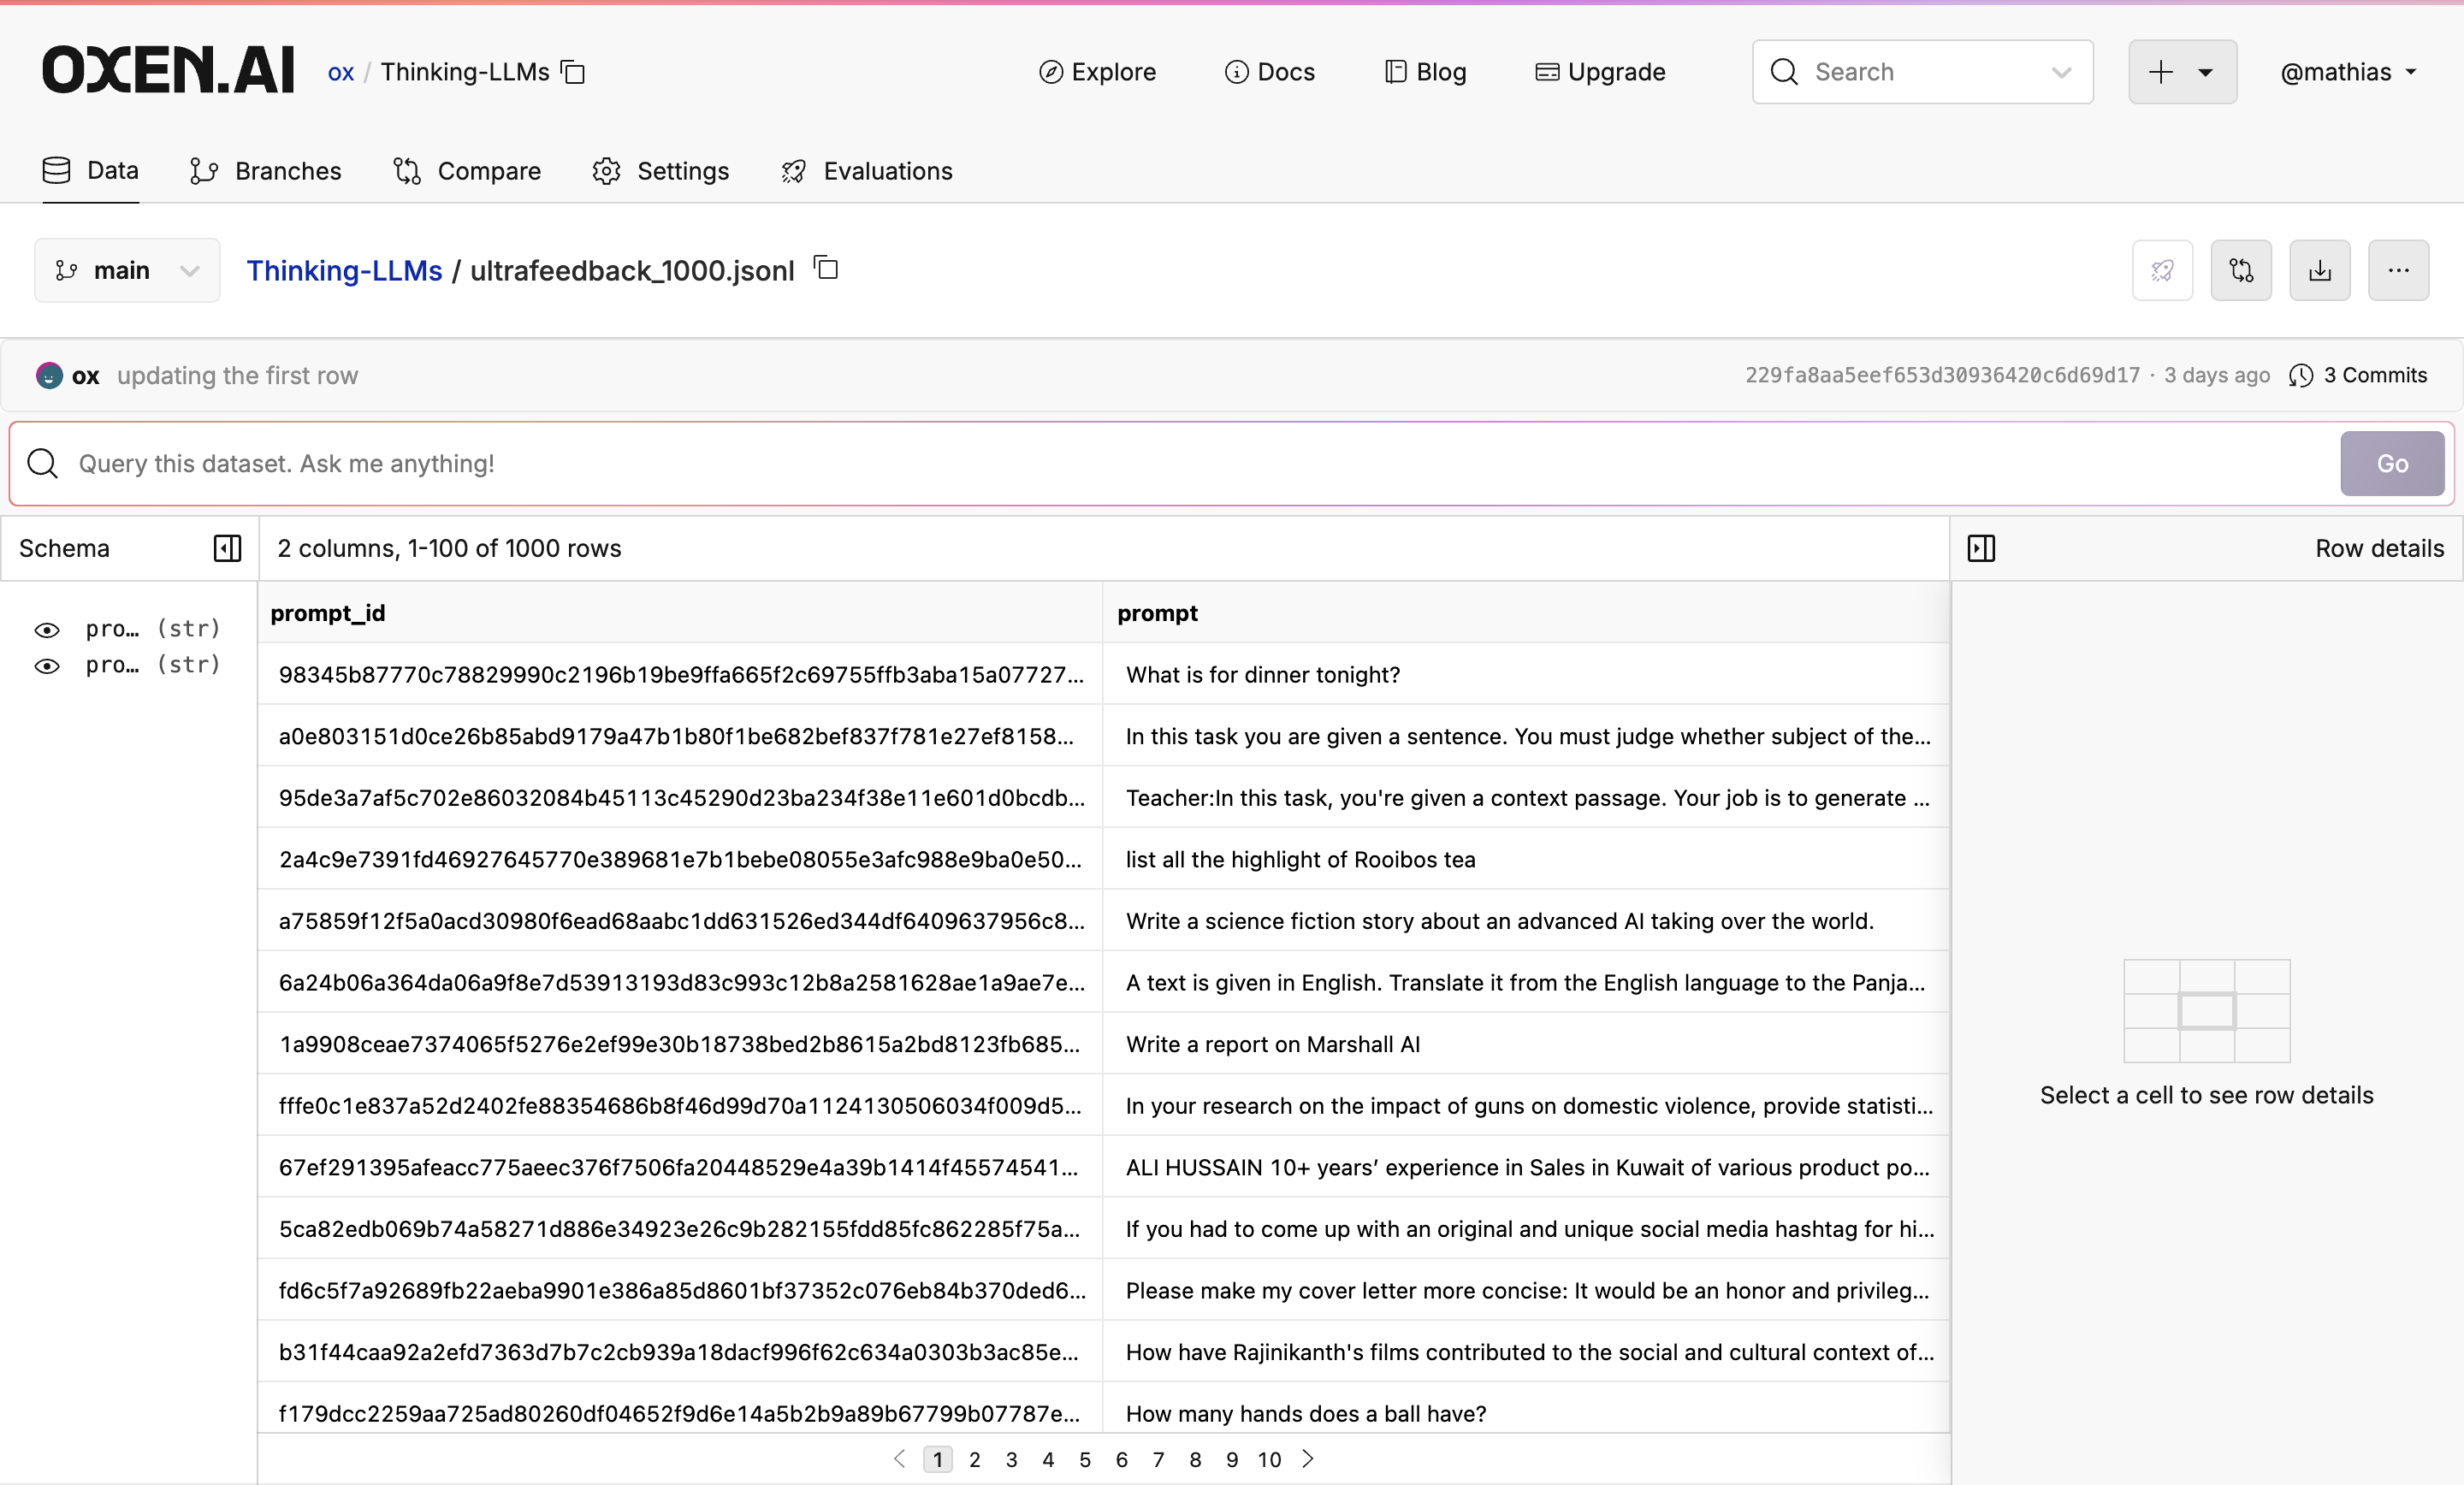 OXEN.AI ox / Thinking-LLMs Explore Docs Blog Upgrade Search @mathias
Data Branches Compare Settings Evaluations
main Thinking-LLMs / ultrafeedback_1000.jsonl
ox updating the first row 229fa8aa5eef653d30936420c6d69d17 · 3 days ago 3 Commits
Query this dataset. Ask me anything! Go
Schema 2 columns, 1-100 of 1000 rows Row details
prompt_id prompt
pro... (str)
pro... (str)
98345b87770c78829990c2196b19be9ffa665f2c69755ffb3aba15a07727... What is for dinner tonight?
a0e803151d0ce26b85abd9179a47b1b80f1be682bef837f781e27ef8158... In this task you are given a sentence. You must judge whether subject of the...
95de3a7af5c702e86032084b45113c45290d23ba234f38e11e601d0bcdb... Teacher:In this task, you're given a context passage. Your job is to generate ...
2a4c9e7391fd46927645770e389681e7b1bebe08055e3afc988e9ba0e50... list all the highlight of Rooibos tea
a75859f12f5a0acd30980f6ead68aabc1dd631526ed344df6409637956c8... Write a science fiction story about an advanced AI taking over the world.
6a24b06a364da06a9f8e7d53913193d83c993c12b8a2581628ae1a9ae7e... A text is given in English. Translate it from the English language to the Panja...
1a9908ceae7374065f5276e2ef99e30b18738bed2b8615a2bd8123fb685... Write a report on Marshall AI
fffe0c1e837a52d2402fe88354686b8f46d99d70a1124130506034f009d5... In your research on the impact of guns on domestic violence, provide statisti...
67ef291395afeacc775aeec376f7506fa20448529e4a39b1414f45574541... ALI HUSSAIN 10+ years’ experience in Sales in Kuwait of various product po...
5ca82edb069b74a58271d886e34923e26c9b282155fdd85fc862285f75a... If you had to come up with an original and unique social media hashtag for hi...
fd6c5f7a92689fb22aeba9901e386a85d8601bf37352c076eb84b370ded6... Please make my cover letter more concise: It would be an honor and privileg...
b31f44caa92a2efd7363d7b7c2cb939a18dacf996f62c634a0303b3ac85e... How have Rajinikanth's films contributed to the social and cultural context of...
f179dcc2259aa725ad80260df04652f9d6e14a5b2b9a89b67799b07787e... How many hands does a ball have?
Select a cell to see row details
1 2 3 4 5 6 7 8 9 10